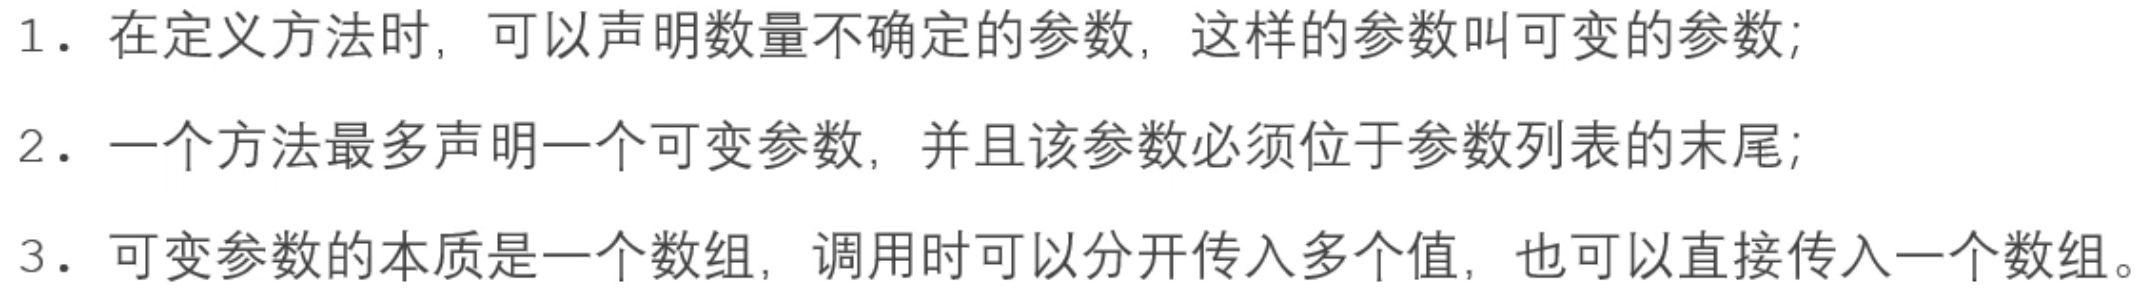 1. 在定义方法时，可以声明数量不确定的参数，这样的参数叫可变的参数；
2. 一个方法最多声明一个可变参数，并且该参数必须位于参数列表的末尾；
3. 可变参数的本质是一个数组，调用时可以分开传入多个值，也可以直接传入一个数组。